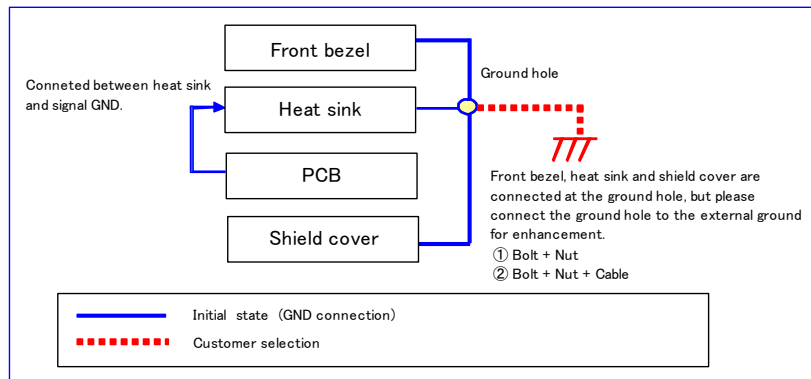 Front bezel
Ground hole
Conneted between heat sink
and signal GND.
Heat sink
PCB
Front bezel, heat sink and shield cover are
connected at the ground hole, but please
connect the ground hole to the external ground
for enhancement.
① Bolt + Nut
② Bolt + Nut + Cable
Shield cover
Initial state (GND connection)
Customer selection